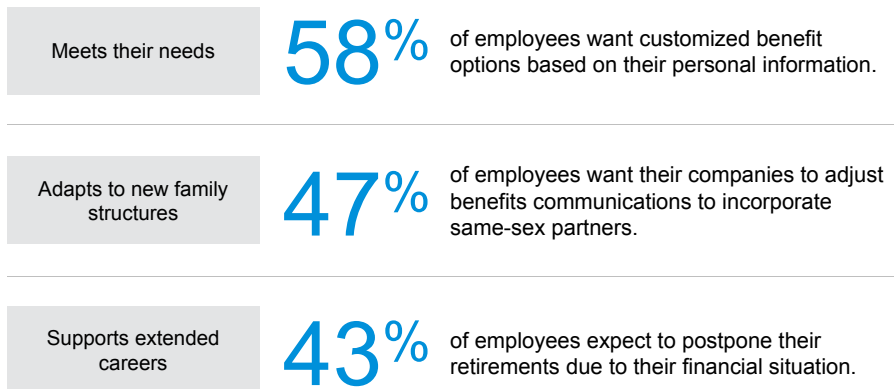 Meets their needs
58%
of employees want customized benefit
options based on their personal information.
Adapts to new family
structures
47%
of employees want their companies to adjust
benefits communications to incorporate
same-sex partners.
Supports extended
careers
43%
of employees expect to postpone their
retirements due to their financial situation.